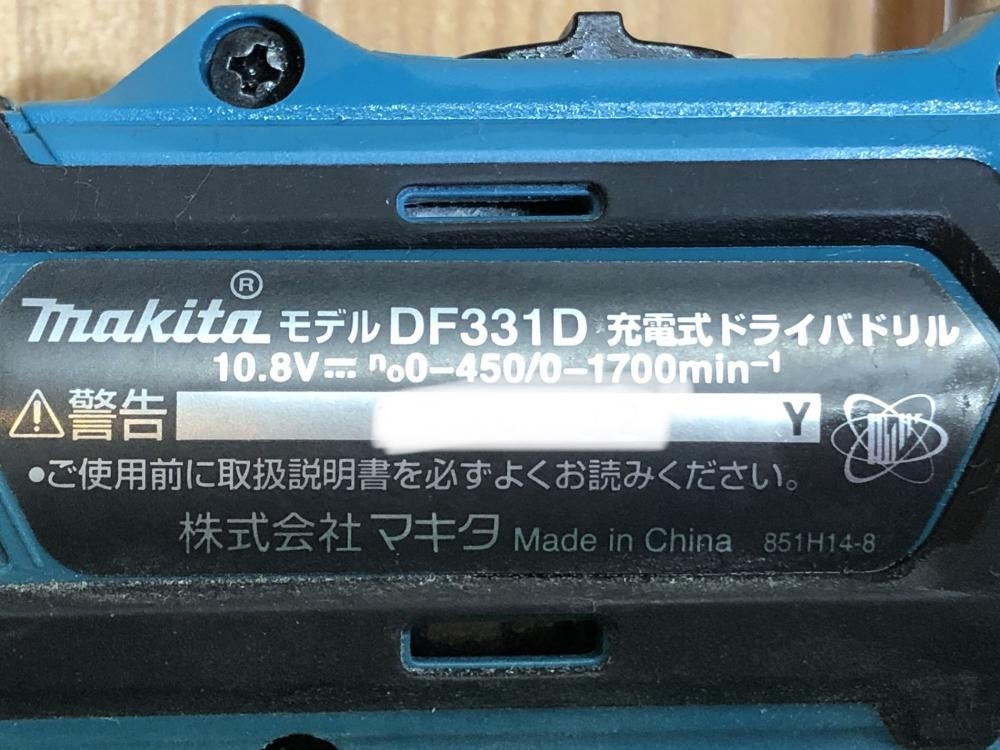 makita® モデル DF331D 充電式ドライバドリル
10.8V⎓ n₀0-450/0-1700min⁻¹
⚠警告 Y
•ご使用前に取扱説明書を必ずよくお読みください。
株式会社マキタ Made in China 851H14-8